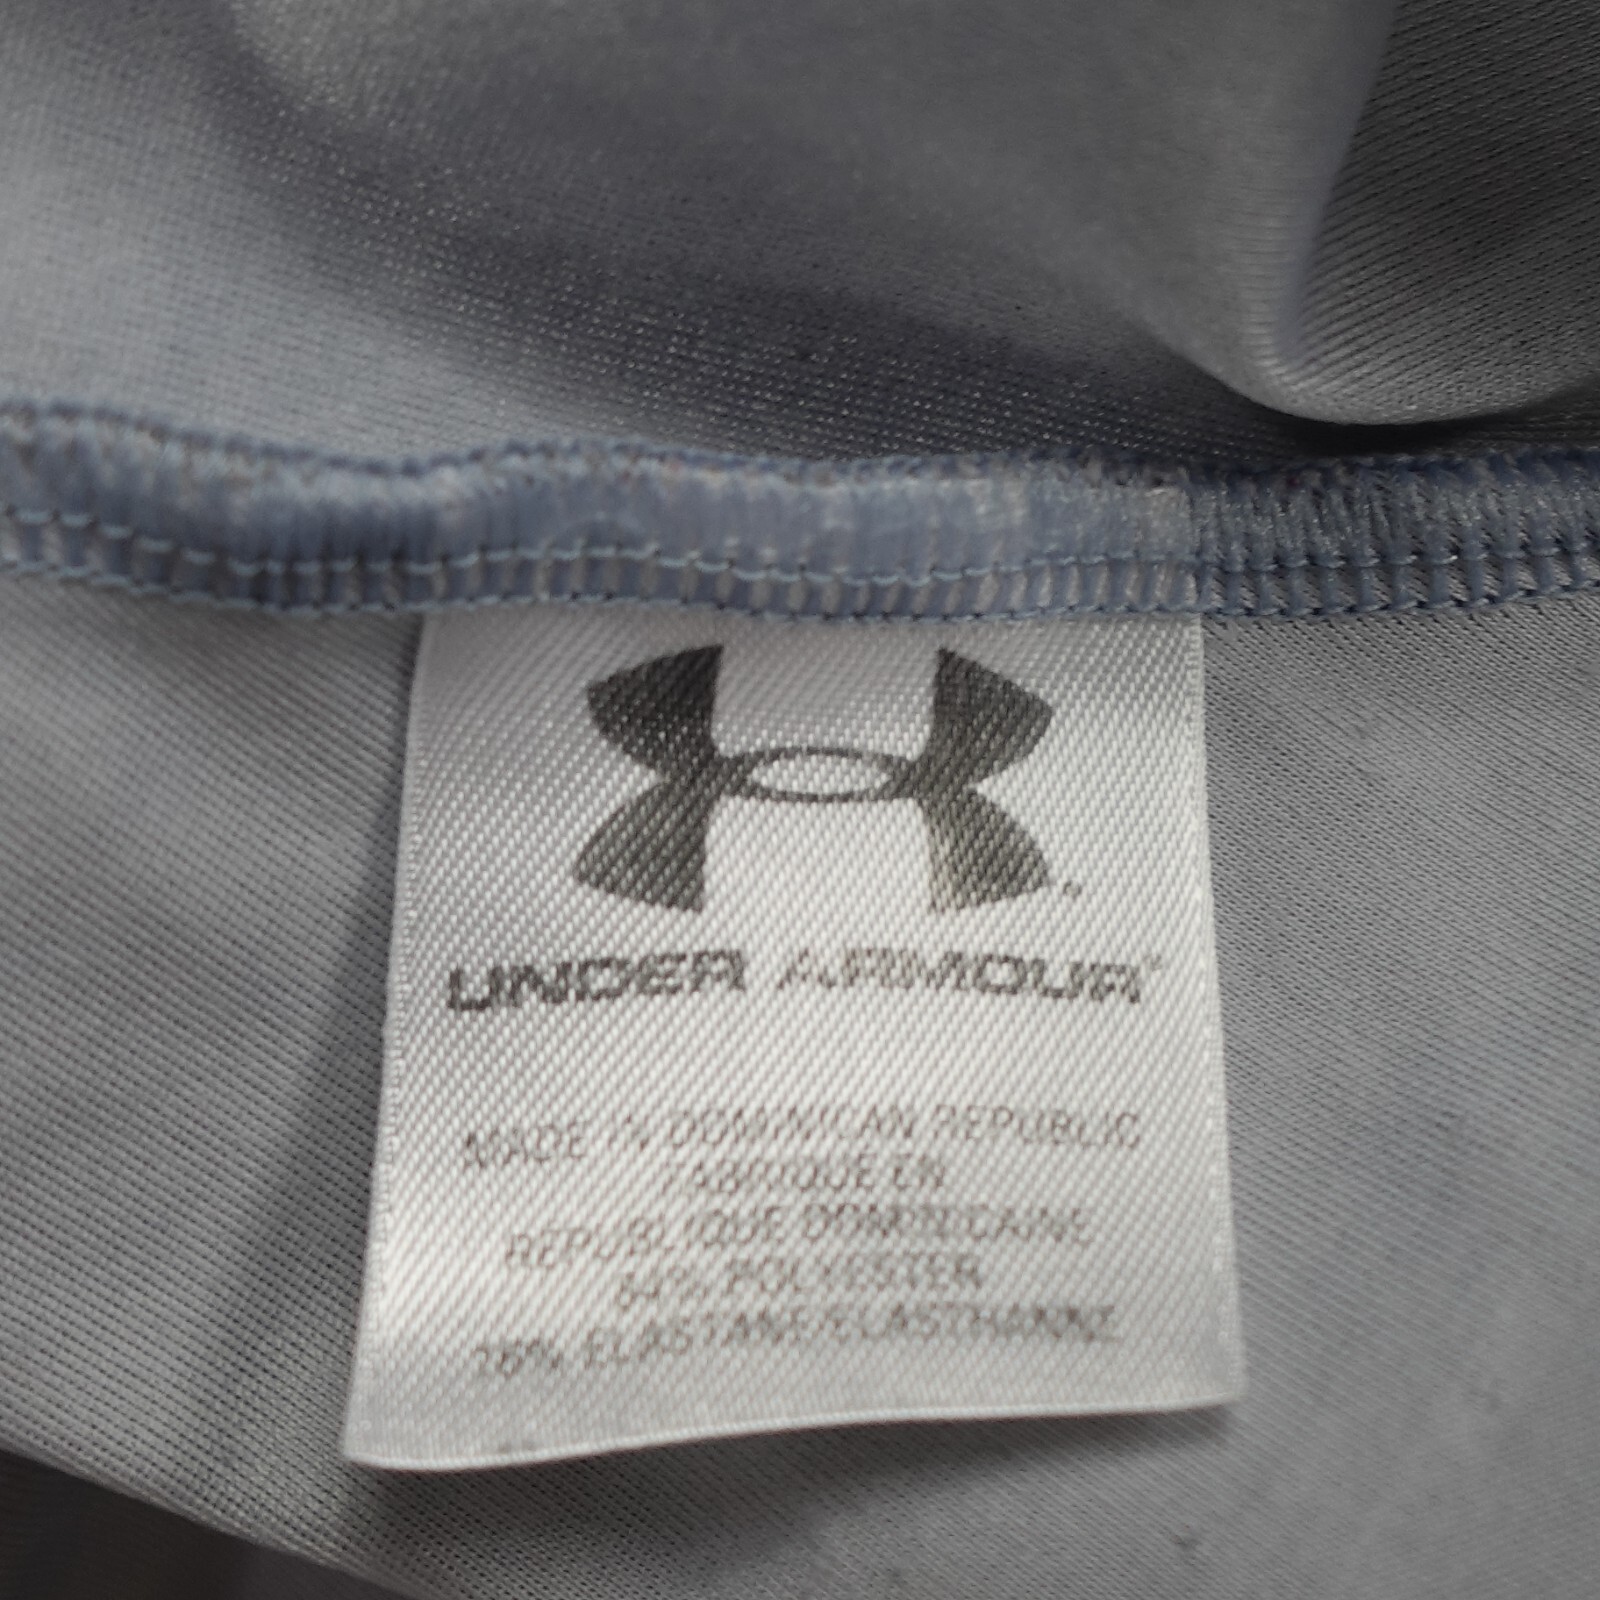 UNDER ARMOUR
MADE IN DOMINICAN REPUBLIC
FABRIQUE EN
REPUBLIQUE DOMINICAINE
POLYESTER
ELASTANE/ELASTHANNE